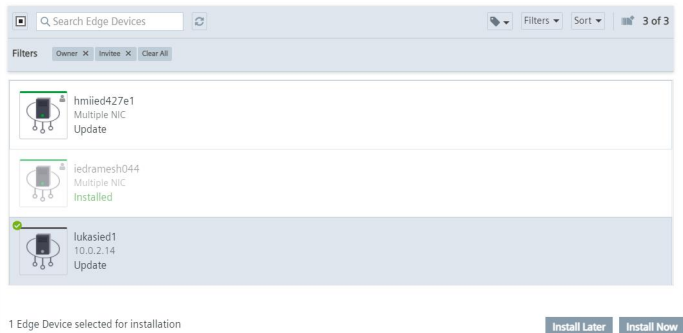 Search Edge Devices
Filters Sort 3 of 3
Filters Owner X Invitee X Clear All
hmiied427e1
Multiple NIC
Update
iedramesh044
Multiple NIC
Installed
lukasied1
10.0.2.14
Update
1 Edge Device selected for installation
Install Later Install Now